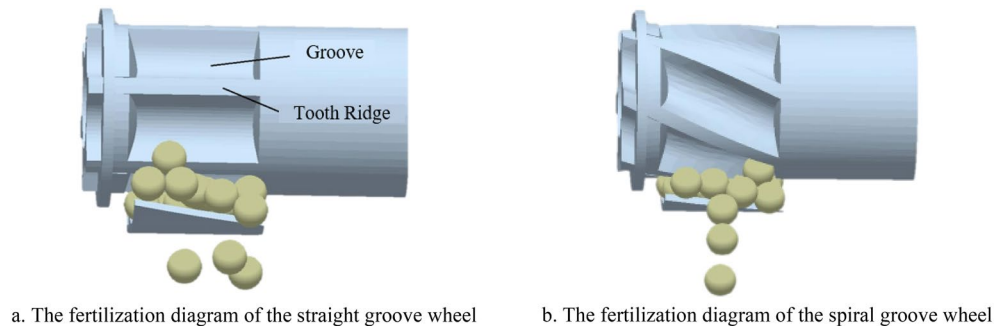 Groove
Tooth Ridge
a. The fertilization diagram of the straight groove wheel
b. The fertilization diagram of the spiral groove wheel